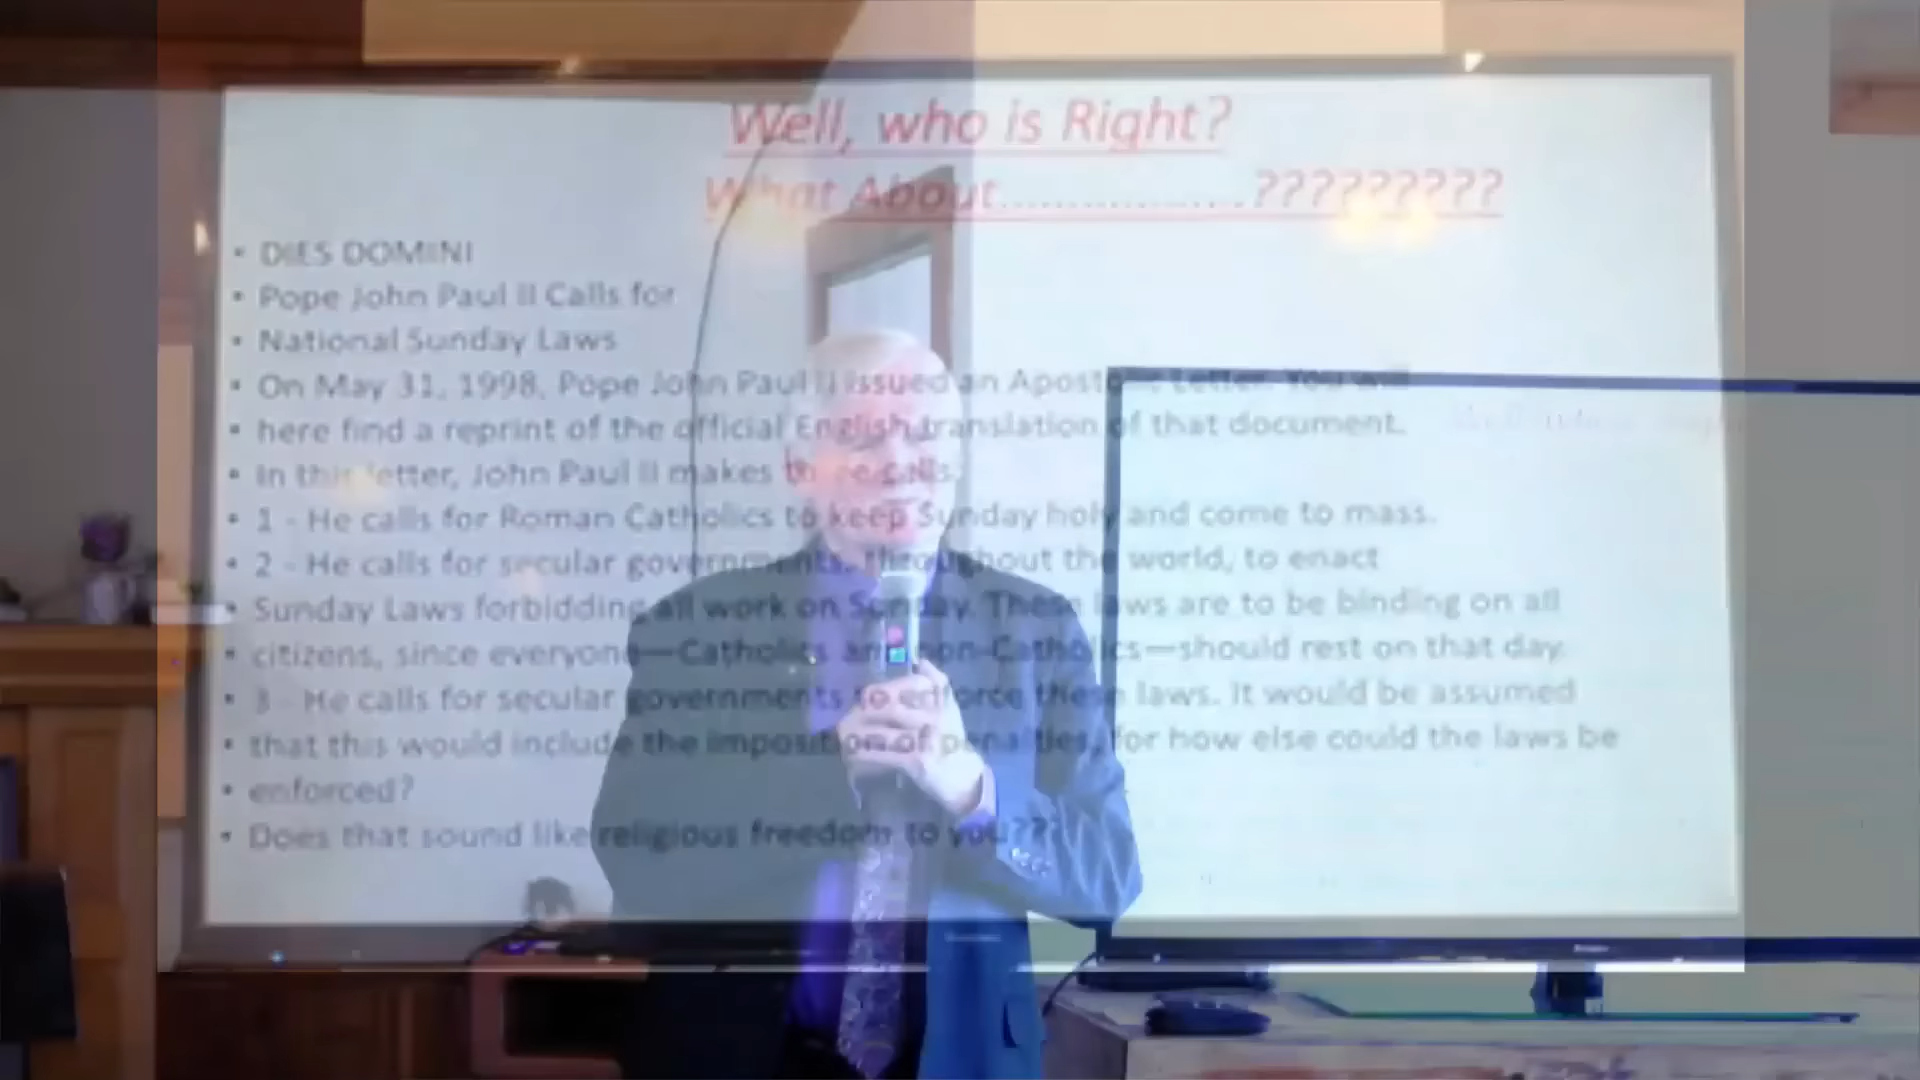 Well, who is Right?
What About..................?????????
• DIES DOMINI
• Pope John Paul II Calls for
• National Sunday Laws
• On May 31, 1998, Pope John Paul II issued an Apostolic Letter. You will
• here find a reprint of the official English translation of that document.
• In this letter, John Paul II makes three calls.
• 1 - He calls for Roman Catholics to keep Sunday holy and come to mass.
• 2 - He calls for secular governments, throughout the world, to enact
• Sunday Laws forbidding all work on Sunday. These laws are to be binding on all
• citizens, since everyone—Catholics and non-Catholics—should rest on that day.
• 3 - He calls for secular governments to enforce these laws. It would be assumed
• that this would include the imposition of penalties, for how else could the laws be
• enforced?
• Does that sound like religious freedom to you???